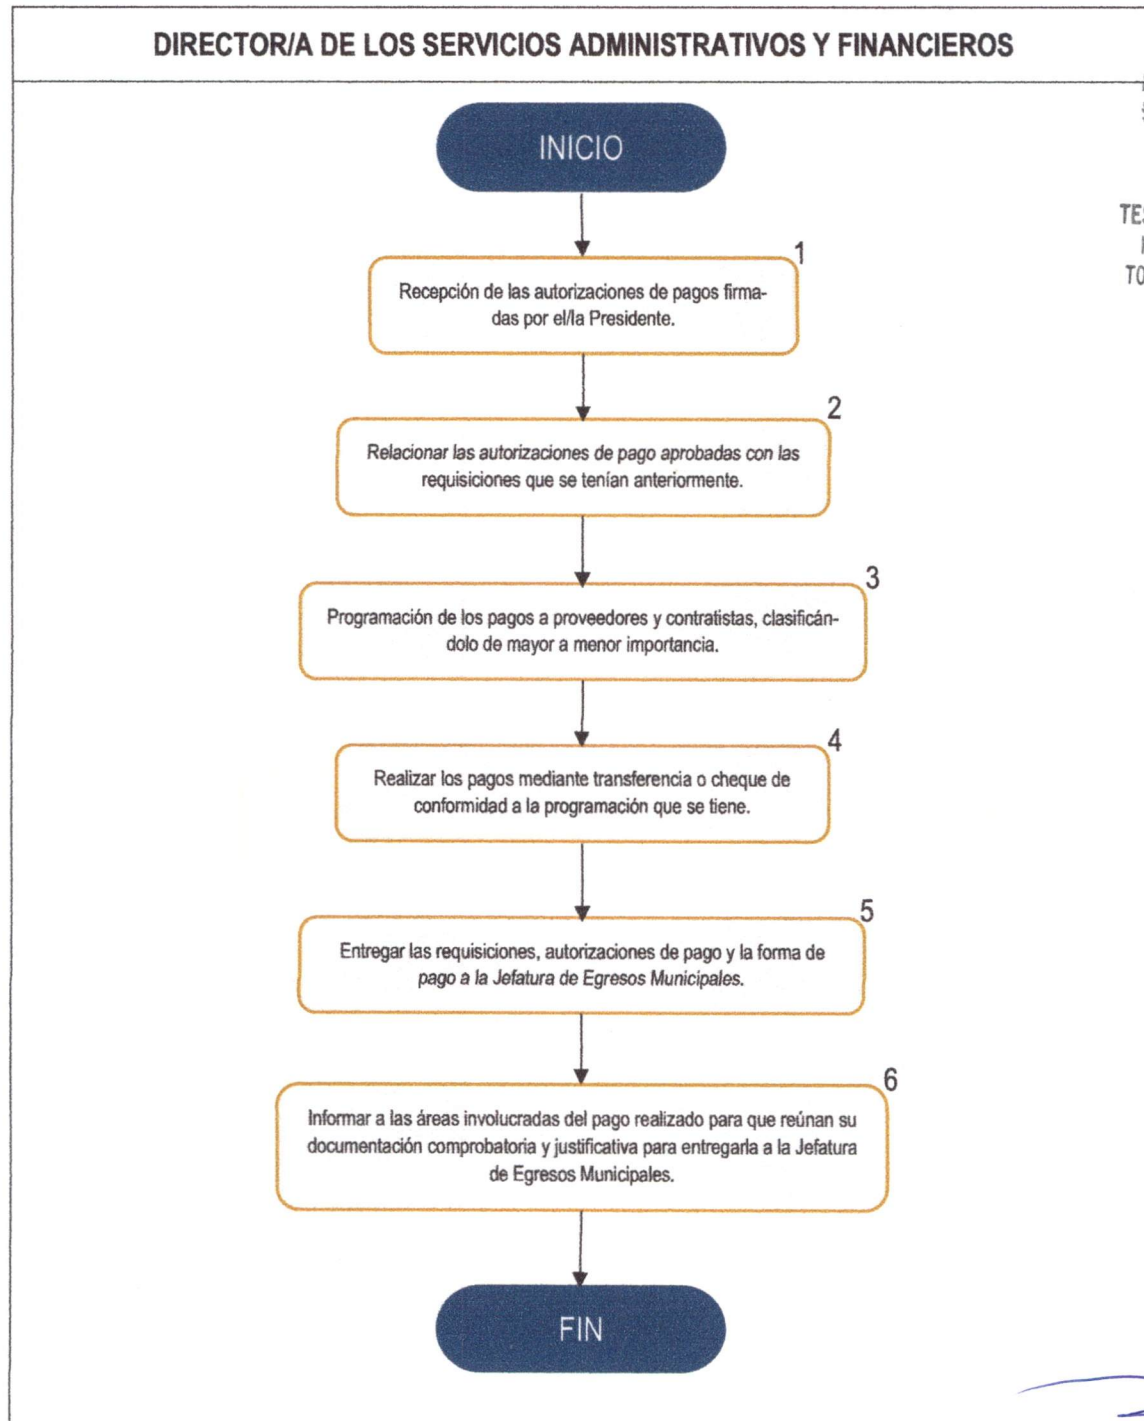 DIRECTOR/A DE LOS SERVICIOS ADMINISTRATIVOS Y FINANCIEROS
INICIO
1
Recepción de las autorizaciones de pagos firma-
das por el/la Presidente.
2
Relacionar las autorizaciones de pago aprobadas con las
requisiciones que se tenían anteriormente.
3
Programación de los pagos a proveedores y contratistas, clasificán-
dolo de mayor a menor importancia.
4
Realizar los pagos mediante transferencia o cheque de
conformidad a la programación que se tiene.
5
Entregar las requisiciones, autorizaciones de pago y la forma de
pago a la Jefatura de Egresos Municipales.
6
Informar a las áreas involucradas del pago realizado para que reúnan su
documentación comprobatoria y justificativa para entregarla a la Jefatura
de Egresos Municipales.
FIN
TES
TO